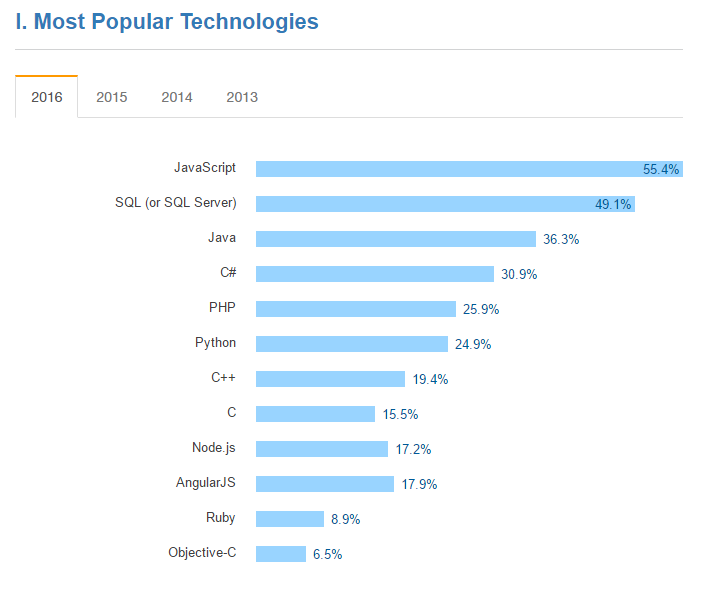 I. Most Popular Technologies
2016 2015 2014 2013
JavaScript 55.4%
SQL (or SQL Server) 49.1%
Java 36.3%
C# 30.9%
PHP 25.9%
Python 24.9%
C++ 19.4%
C 15.5%
Node.js 17.2%
AngularJS 17.9%
Ruby 8.9%
Objective-C 6.5%